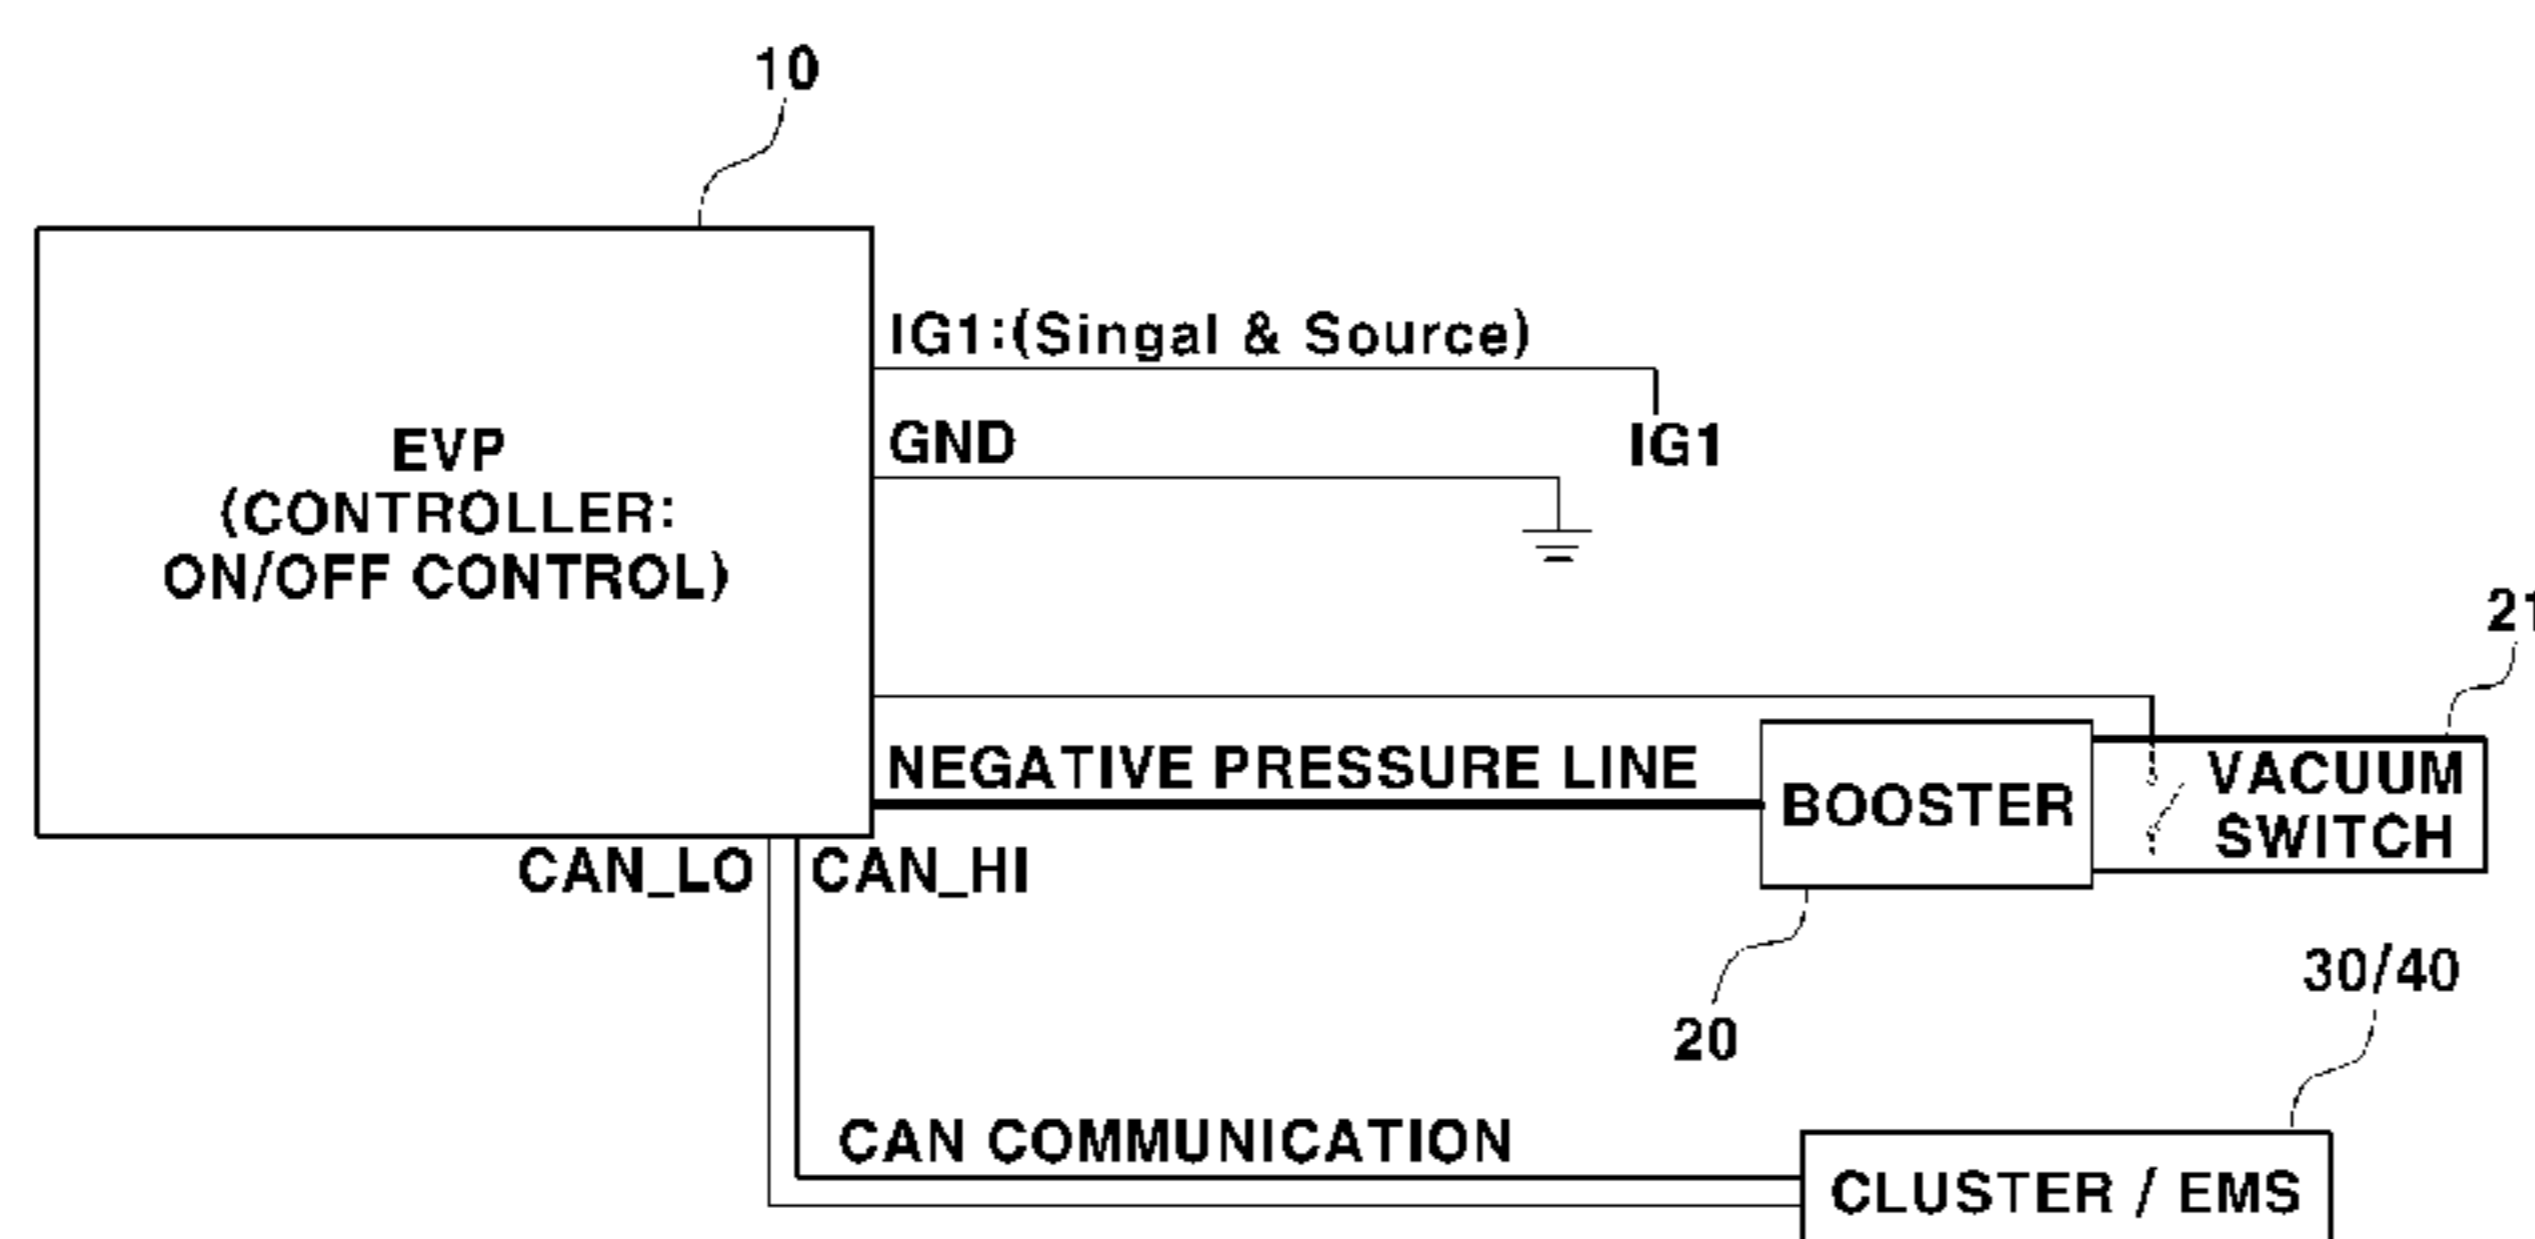 10
IG1:(Singal & Source)
IG1
GND
EVP
(CONTROLLER:
ON/OFF CONTROL)
21
NEGATIVE PRESSURE LINE
BOOSTER
VACUUM
SWITCH
CAN_LO
CAN_HI
20
30/40
CAN COMMUNICATION
CLUSTER / EMS